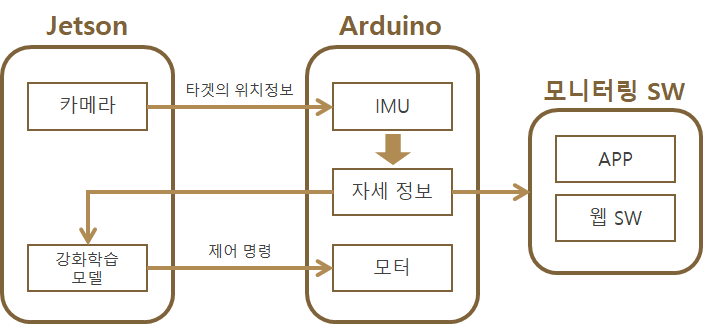 Jetson
Arduino
모니터링 SW
카메라
타겟의 위치정보
IMU
자세 정보
APP
웹 SW
강화학습
모델
제어 명령
모터